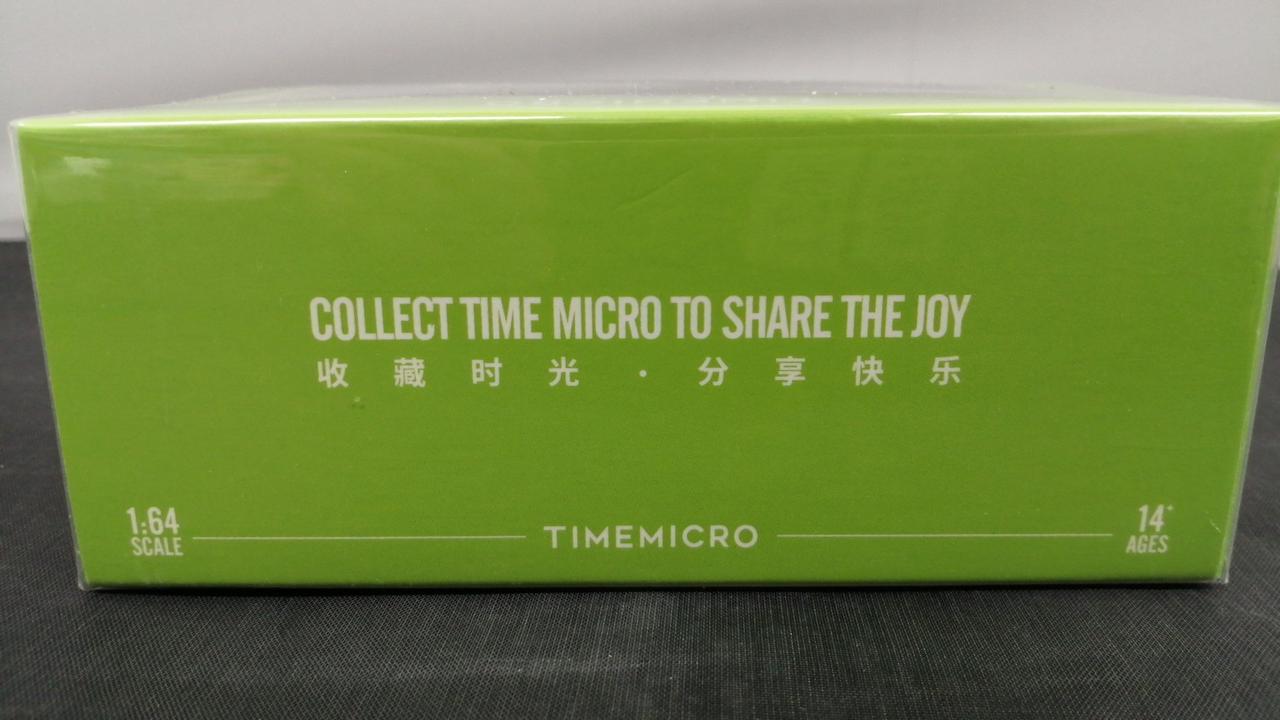 COLLECT TIME MICRO TO SHARE THE JOY
收藏时光·分享快乐
1:64
SCALE
TIMEMICRO
14+
AGES